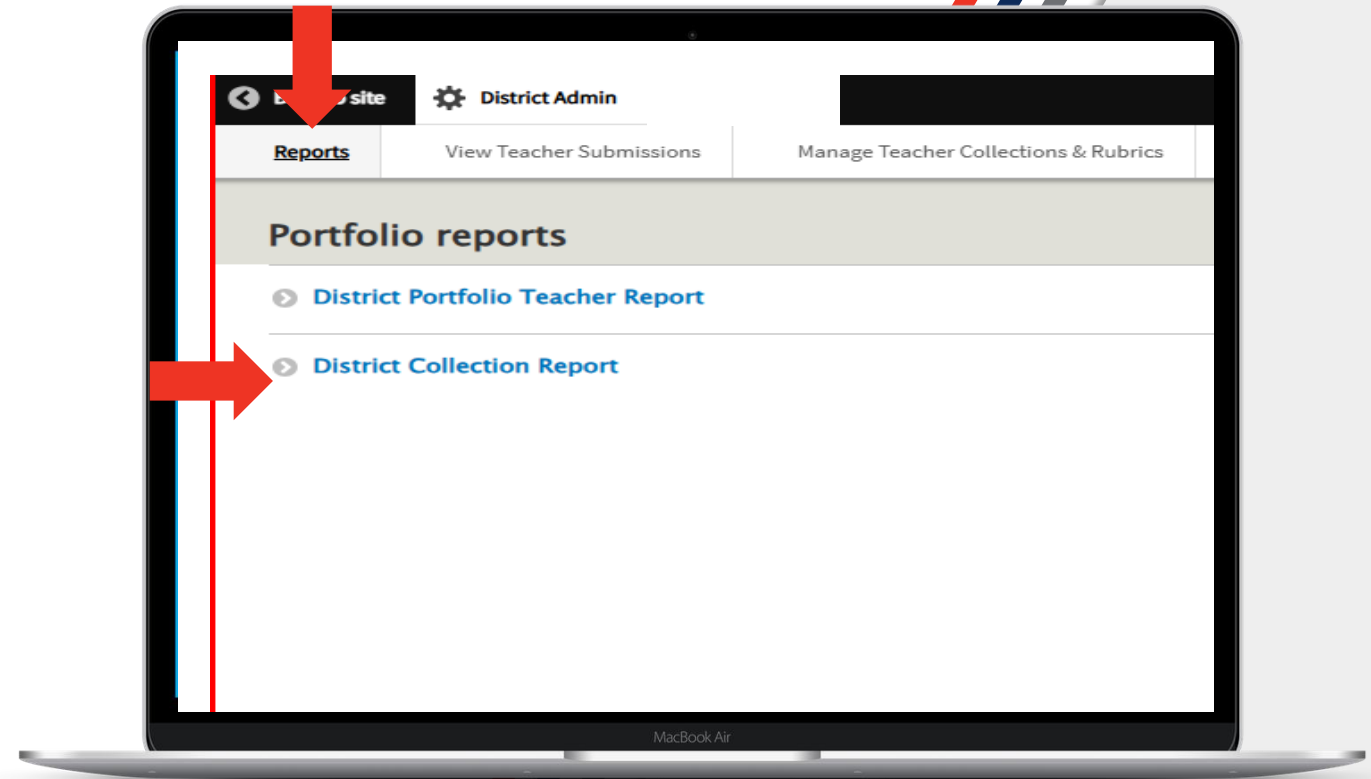 site
District Admin
Reports
View Teacher Submissions
Manage Teacher Collections & Rubrics
Portfolio reports
District Portfolio Teacher Report
District Collection Report
MacBook Air